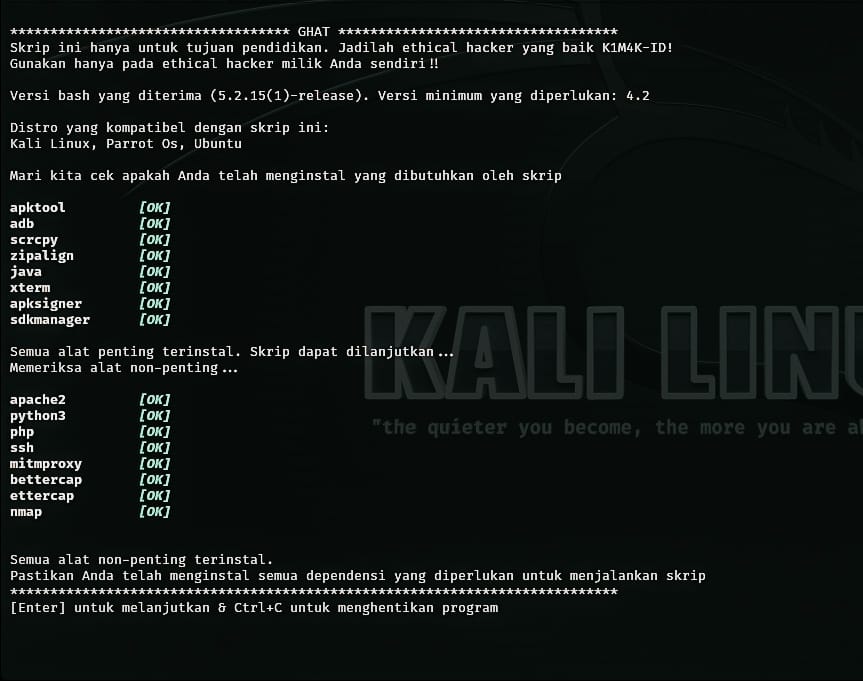 *********************************** GHAT ***********************************
Skrip ini hanya untuk tujuan pendidikan. Jadilah ethical hacker yang baik K1M4K-ID!
Gunakan hanya pada ethical hacker milik Anda sendiri!!
Versi bash yang diterima (5.2.15(1)-release). Versi minimum yang diperlukan: 4.2
Distro yang kompatibel dengan skrip ini:
Kali Linux, Parrot Os, Ubuntu
Mari kita cek apakah Anda telah menginstal yang dibutuhkan oleh skrip
apktool [OK]
adb [OK]
scrcpy [OK]
zipalign [OK]
java [OK]
xterm [OK]
apksigner [OK]
sdkmanager [OK]
Semua alat penting terinstal. Skrip dapat dilanjutkan...
Memeriksa alat non-penting...
apache2 [OK]
python3 [OK]
php [OK]
ssh [OK]
mitmproxy [OK]
bettercap [OK]
ettercap [OK]
nmap [OK]
Semua alat non-penting terinstal.
Pastikan Anda telah menginstal semua dependensi yang diperlukan untuk menjalankan skrip
****************************************************************************
[Enter] untuk melanjutkan & Ctrl+C untuk menghentikan program
KALI LINU
"the quieter you become, the more you are a